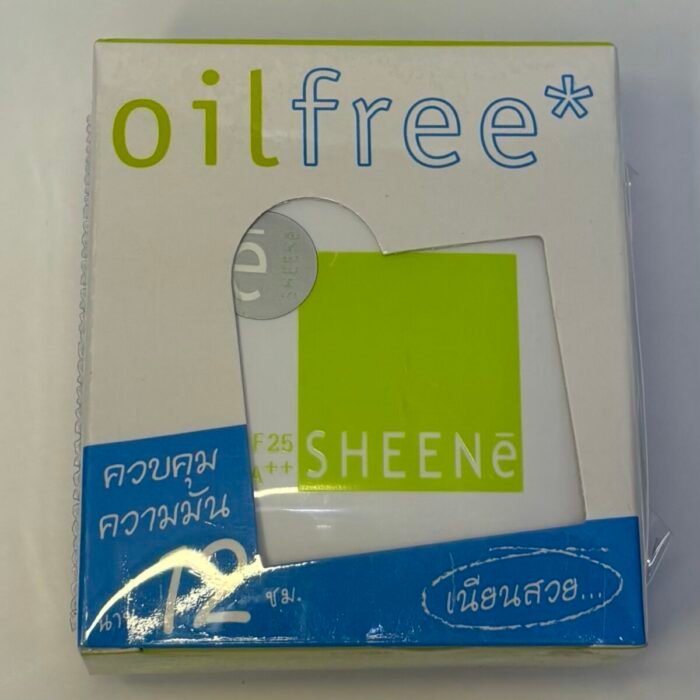 oilfree*
SHEENē
F25
A++
SHEENē
ควบคุม
ความมัน
12 ชม.
เนียนสวย...